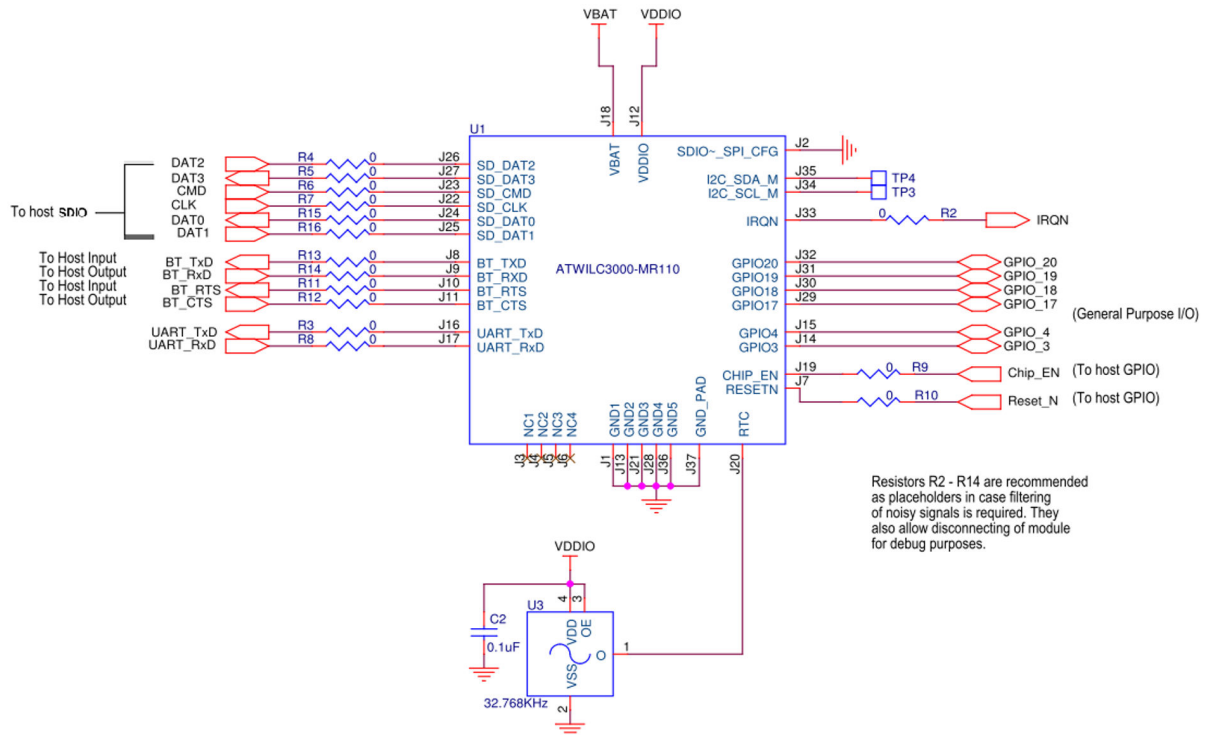 VBAT VDDIO
J18 J12
U1
VBAT VDDIO
SDIO~_SPI_CFG J2
DAT2 R4 0 J26 SD_DAT2
DAT3 R5 0 J27 SD_DAT3
CMD R6 0 J23 SD_CMD
CLK R7 0 J22 SD_CLK
DAT0 R15 0 J24 SD_DAT0
DAT1 R16 0 J25 SD_DAT1
To host SDIO
I2C_SDA_M J35 TP4
I2C_SCL_M J34 TP3
IRQN J33 0 R2 IRQN
To Host Input
To Host Output
To Host Input
To Host Output
BT_TxD R13 0 J8 BT_TXD
BT_RxD R14 0 J9 BT_RXD
BT_RTS R11 0 J10 BT_RTS
BT_CTS R12 0 J11 BT_CTS
ATWILC3000-MR110
GPIO20 J32 GPIO_20
GPIO19 J31 GPIO_19
GPIO18 J30 GPIO_18
GPIO17 J29 GPIO_17
(General Purpose I/O)
UART_TxD R3 0 J16 UART_TxD
UART_RxD R8 0 J17 UART_RxD
GPIO4 J15 GPIO_4
GPIO3 J14 GPIO_3
CHIP_EN J19 0 R9 Chip_EN (To host GPIO)
RESETN J7 0 R10 Reset_N (To host GPIO)
NC1 NC2 NC3 NC4 GND1 GND2 GND3 GND4 GND5 GND_PAD RTC
J3 J4 J5 J6 J1 J13 J21 J28 J36 J37 J20
Resistors R2 - R14 are recommended
as placeholders in case filtering
of noisy signals is required. They
also allow disconnecting of module
for debug purposes.
VDDIO
U3 4 3
C2
0.1uF
VDD OE
O 1
VSS
32.768KHz
2